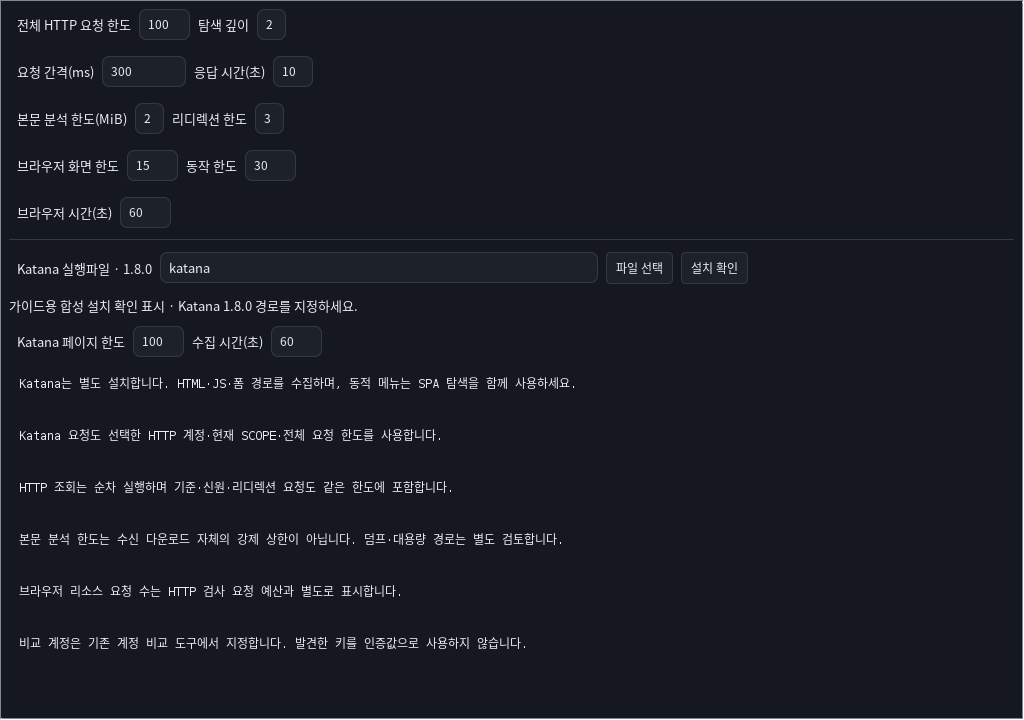 전체 HTTP 요청 한도 100 탐색 깊이 2
요청 간격(ms) 300 응답 시간(초) 10
본문 분석 한도(MiB) 2 리디렉션 한도 3
브라우저 화면 한도 15 동작 한도 30
브라우저 시간(초) 60
Katana 실행파일 · 1.8.0 katana 파일 선택 설치 확인
가이드용 합성 설치 확인 표시 · Katana 1.8.0 경로를 지정하세요.
Katana 페이지 한도 100 수집 시간(초) 60
Katana는 별도 설치합니다. HTML·JS·폼 경로를 수집하며, 동적 메뉴는 SPA 탐색을 함께 사용하세요.
Katana 요청도 선택한 HTTP 계정·현재 SCOPE·전체 요청 한도를 사용합니다.
HTTP 조회는 순차 실행하며 기준·신원·리디렉션 요청도 같은 한도에 포함합니다.
본문 분석 한도는 수신 다운로드 자체의 강제 상한이 아닙니다. 덤프·대용량 경로는 별도 검토합니다.
브라우저 리소스 요청 수는 HTTP 검사 요청 예산과 별도로 표시합니다.
비교 계정은 기존 계정 비교 도구에서 지정합니다. 발견한 키를 인증값으로 사용하지 않습니다.